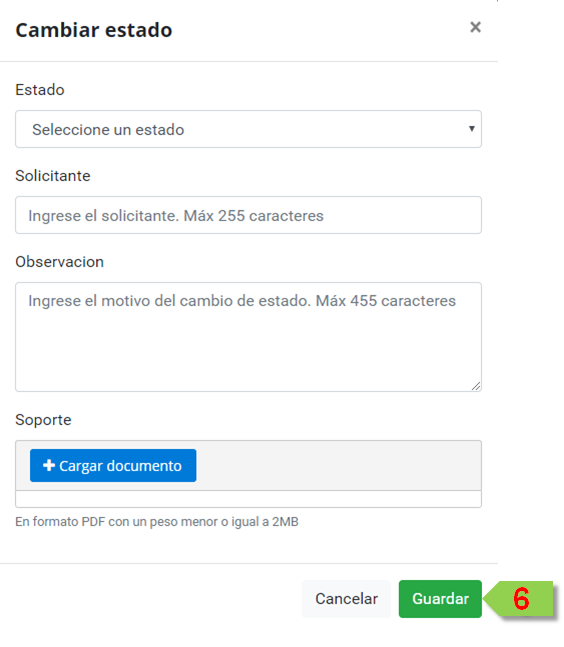 Cambiar estado ×
Estado
Seleccione un estado
Solicitante
Ingrese el solicitante. Máx 255 caracteres
Observacion
Ingrese el motivo del cambio de estado. Máx 455 caracteres
Soporte
+ Cargar documento
En formato PDF con un peso menor o igual a 2MB
Cancelar Guardar 6